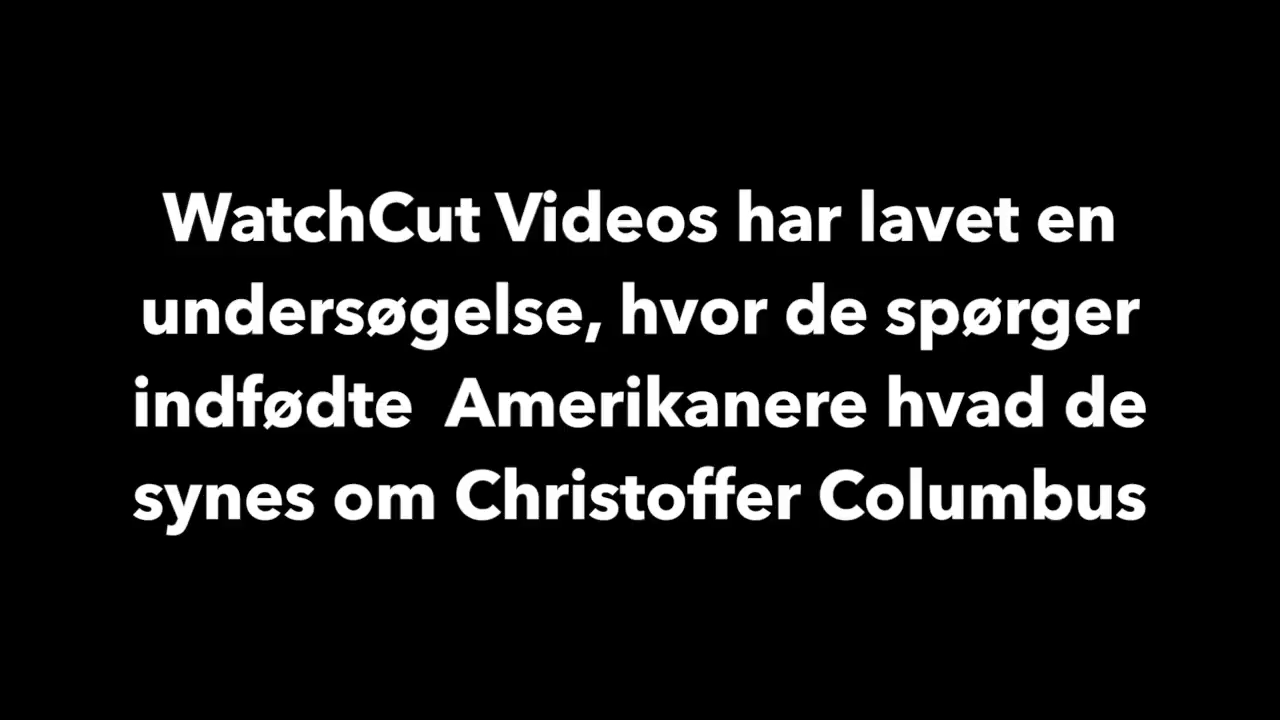 WatchCut Videos har lavet en
undersøgelse, hvor de spørger
indfødte  Amerikanere hvad de
synes om Christoffer Columbus